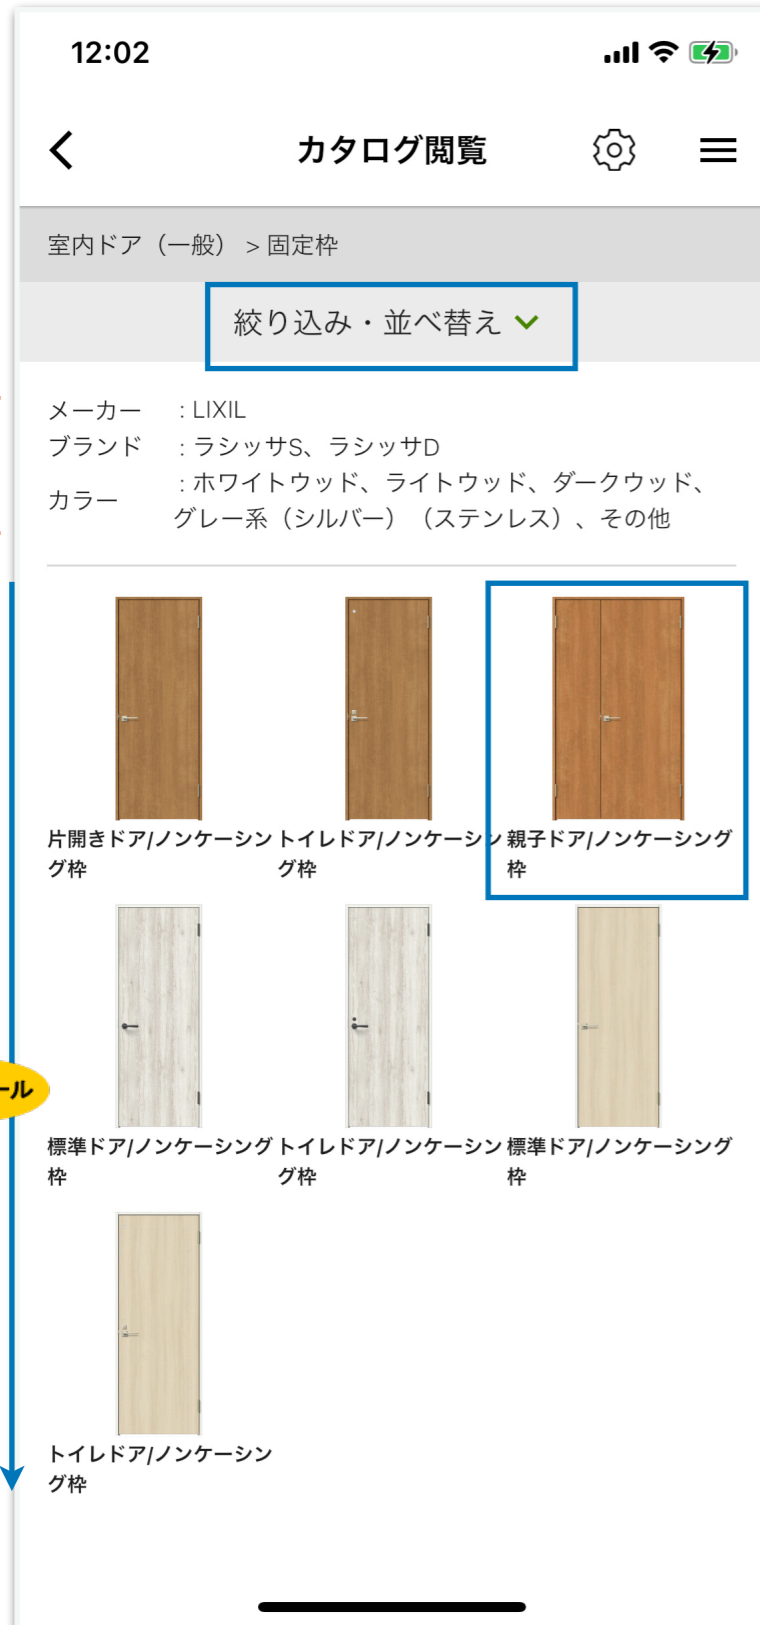 12:02
カタログ閲覧
室内ドア（一般） > 固定枠
絞り込み・並べ替え
メーカー : LIXIL
ブランド : ラシッサS、ラシッサD
カラー : ホワイトウッド、ライトウッド、ダークウッド、
グレー系（シルバー）（ステンレス）、その他
片開きドア/ノンケーシン
グ枠
トイレドア/ノンケーシン
グ枠
親子ドア/ノンケーシング
枠
標準ドア/ノンケーシング
枠
トイレドア/ノンケーシン
グ枠
標準ドア/ノンケーシング
枠
ール
トイレドア/ノンケーシン
グ枠